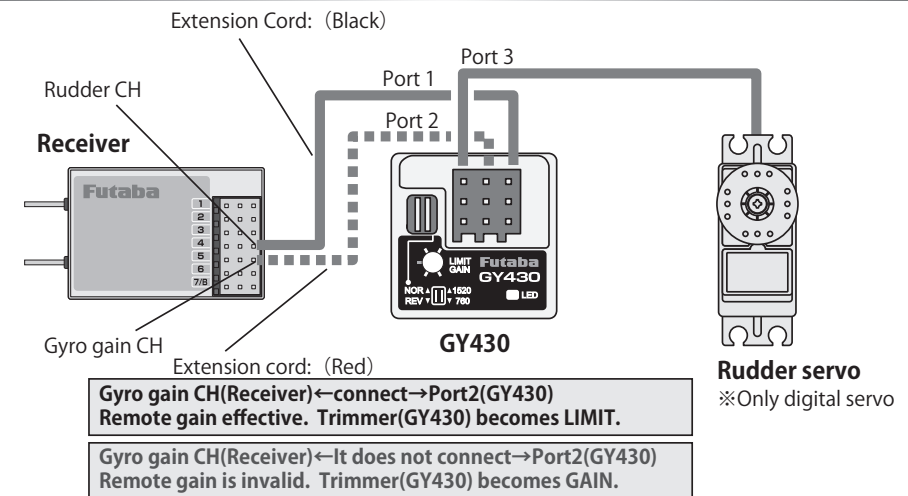 Extension Cord:（Black）
Port 3
Port 1
Rudder CH
Port 2
Receiver
Futaba
1
2
3
4
5
6
7/8
LIMIT
GAIN
Futaba
GY430
NOR▲ ▲1520
REV▼ ▼760
LED
Gyro gain CH
GY430
Extension cord:（Red）
Rudder servo
※Only digital servo
Gyro gain CH(Receiver)←connect→Port2(GY430)
Remote gain effective. Trimmer(GY430) becomes LIMIT.
Gyro gain CH(Receiver)←It does not connect→Port2(GY430)
Remote gain is invalid. Trimmer(GY430) becomes GAIN.